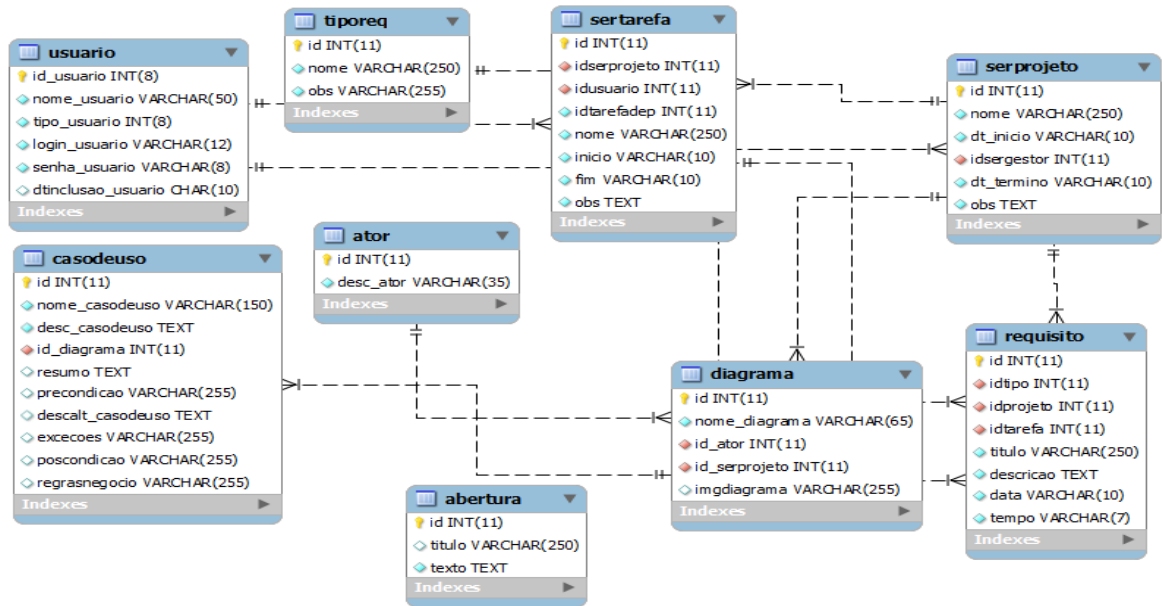 usuario
id_usuario INT(8)
nome_usuario VARCHAR(50)
tipo_usuario INT(8)
login_usuario VARCHAR(12)
senha_usuario VARCHAR(8)
dtinclusao_usuario CHAR(10)
Indexes
tiporeq
id INT(11)
nome VARCHAR(250)
obs VARCHAR(255)
Indexes
sertarefa
id INT(11)
idserprojeto INT(11)
idusuario INT(11)
idtarefadep INT(11)
nome VARCHAR(250)
inicio VARCHAR(10)
fim VARCHAR(10)
obs TEXT
Indexes
serprojeto
id INT(11)
nome VARCHAR(250)
dt_inicio VARCHAR(10)
idsergestor INT(11)
dt_termino VARCHAR(10)
obs TEXT
Indexes
casodeuso
id INT(11)
nome_casodeuso VARCHAR(150)
desc_casodeuso TEXT
id_diagrama INT(11)
resumo TEXT
precondicao VARCHAR(255)
descalt_casodeuso TEXT
excecoes VARCHAR(255)
poscondicao VARCHAR(255)
regrasnegocio VARCHAR(255)
Indexes
ator
id INT(11)
desc_ator VARCHAR(35)
Indexes
abertura
id INT(11)
titulo VARCHAR(250)
texto TEXT
Indexes
diagrama
id INT(11)
nome_diagrama VARCHAR(65)
id_ator INT(11)
id_serprojeto INT(11)
imgdiagrama VARCHAR(255)
Indexes
requisito
id INT(11)
idtipo INT(11)
idprojeto INT(11)
idtarefa INT(11)
titulo VARCHAR(250)
descricao TEXT
data VARCHAR(10)
tempo VARCHAR(7)
Indexes